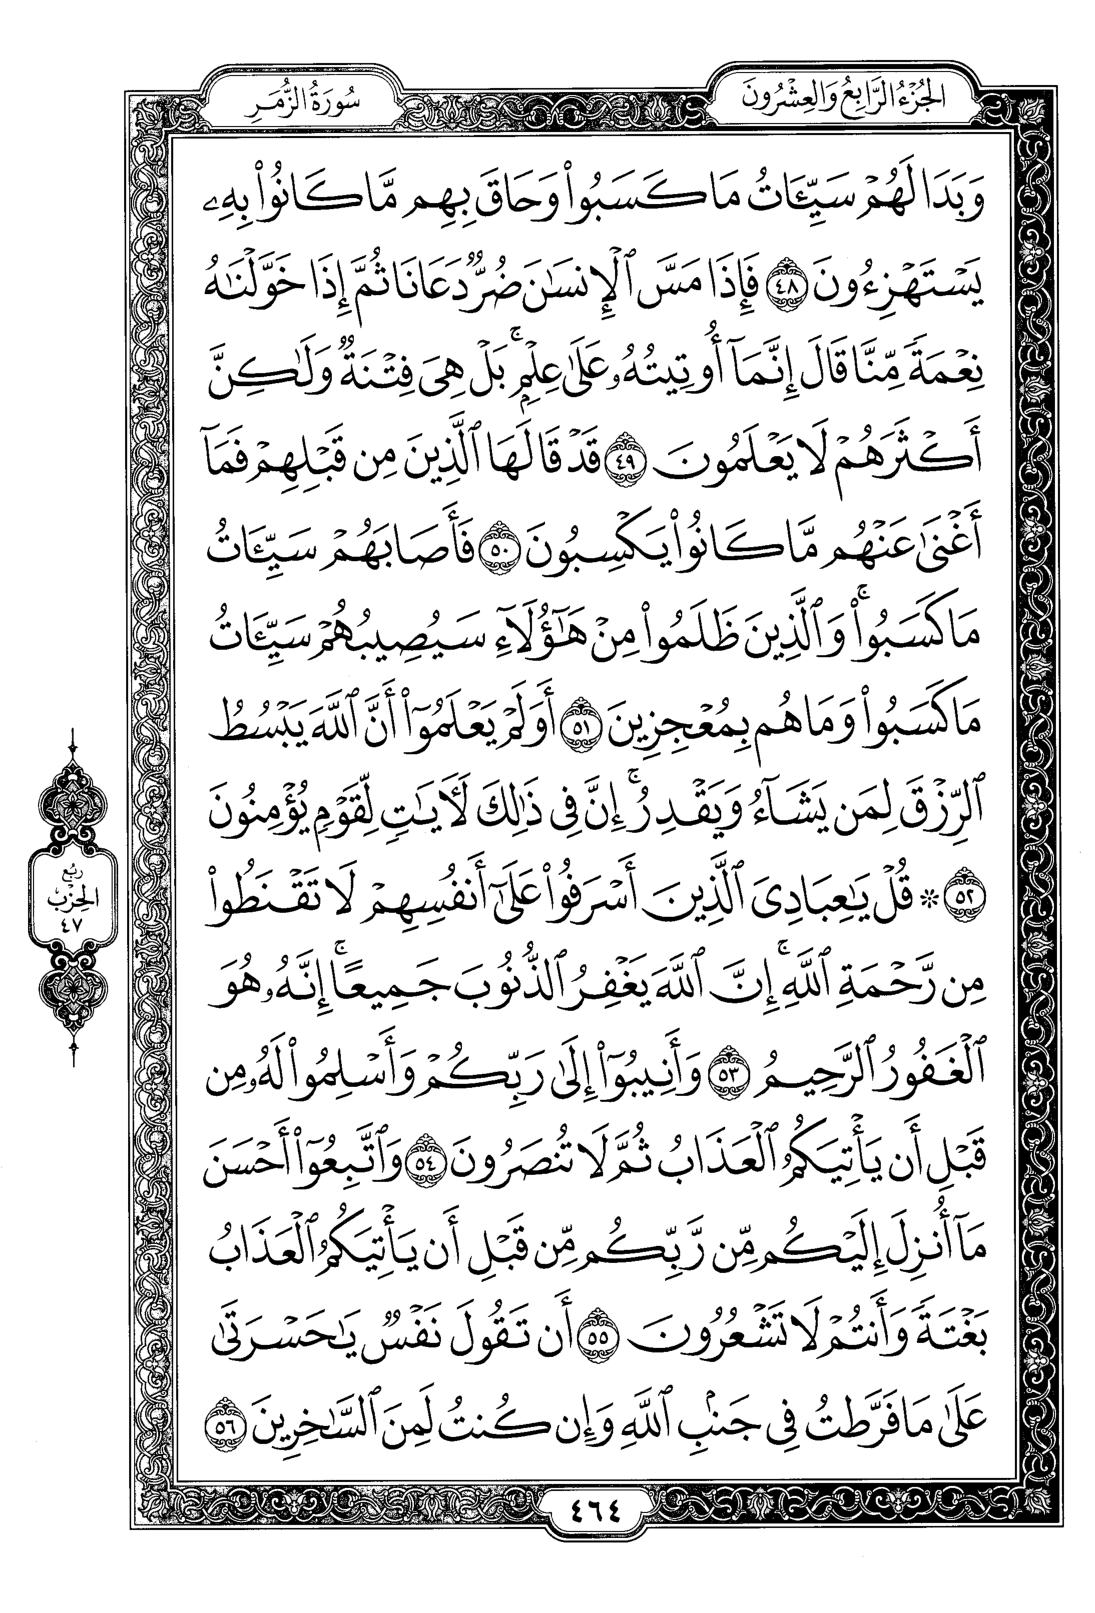 الجُزْءُ الرَّابِعُ وَالعِشْرُونَ
سُورَةُ الزُّمَرِ
وَبَدَا لَهُمْ سَيِّـَٔاتُ مَا كَسَبُوا۟ وَحَاقَ بِهِم مَّا كَانُوا۟ بِهِۦ
يَسْتَهْزِءُونَ ٤٨ فَإِذَا مَسَّ ٱلْإِنسَـٰنَ ضُرٌّ دَعَانَا ثُمَّ إِذَا خَوَّلْنَـٰهُ
نِعْمَةً مِّنَّا قَالَ إِنَّمَآ أُوتِيتُهُۥ عَلَىٰ عِلْمٍۭ ۚ بَلْ هِىَ فِتْنَةٌ وَلَـٰكِنَّ
أَكْثَرَهُمْ لَا يَعْلَمُونَ ٤٩ قَدْ قَالَهَا ٱلَّذِينَ مِن قَبْلِهِمْ فَمَآ
أَغْنَىٰ عَنْهُم مَّا كَانُوا۟ يَكْسِبُونَ ٥٠ فَأَصَابَهُمْ سَيِّـَٔاتُ
مَا كَسَبُوا۟ ۚ وَٱلَّذِينَ ظَلَمُوا۟ مِنْ هَـٰٓؤُلَآءِ سَيُصِيبُهُمْ سَيِّـَٔاتُ
مَا كَسَبُوا۟ وَمَا هُم بِمُعْجِزِينَ ٥١ أَوَلَمْ يَعْلَمُوٓا۟ أَنَّ ٱللَّهَ يَبْسُطُ
ٱلرِّزْقَ لِمَن يَشَآءُ وَيَقْدِرُ ۚ إِنَّ فِى ذَٰلِكَ لَـَٔايَـٰتٍ لِّقَوْمٍ يُؤْمِنُونَ
٥٢ ۞ قُلْ يَـٰعِبَادِىَ ٱلَّذِينَ أَسْرَفُوا۟ عَلَىٰٓ أَنفُسِهِمْ لَا تَقْنَطُوا۟
مِن رَّحْمَةِ ٱللَّهِ ۚ إِنَّ ٱللَّهَ يَغْفِرُ ٱلذُّنُوبَ جَمِيعًا ۚ إِنَّهُۥ هُوَ
ٱلْغَفُورُ ٱلرَّحِيمُ ٥٣ وَأَنِيبُوٓا۟ إِلَىٰ رَبِّكُمْ وَأَسْلِمُوا۟ لَهُۥ مِن
قَبْلِ أَن يَأْتِيَكُمُ ٱلْعَذَابُ ثُمَّ لَا تُنصَرُونَ ٥٤ وَٱتَّبِعُوٓا۟ أَحْسَنَ
مَآ أُنزِلَ إِلَيْكُم مِّن رَّبِّكُم مِّن قَبْلِ أَن يَأْتِيَكُمُ ٱلْعَذَابُ
بَغْتَةً وَأَنتُمْ لَا تَشْعُرُونَ ٥٥ أَن تَقُولَ نَفْسٌ يَـٰحَسْرَتَىٰ
عَلَىٰ مَا فَرَّطتُ فِى جَنۢبِ ٱللَّهِ وَإِن كُنتُ لَمِنَ ٱلسَّـٰخِرِينَ ٥٦
رُبُع
الحِزْب
٤٧
٤٦٤